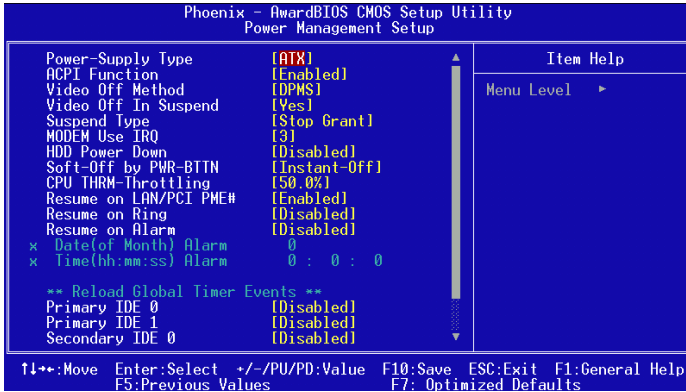 Phoenix - AwardBIOS CMOS Setup Utility
Power Management Setup
Power-Supply Type [ATX]
ACPI Function [Enabled]
Video Off Method [DPMS]
Video Off In Suspend [Yes]
Suspend Type [Stop Grant]
MODEM Use IRQ [3]
HDD Power Down [Disabled]
Soft-Off by PWR-BTTN [Instant-Off]
CPU THRM-Throttling [50.0%]
Resume on LAN/PCI PME# [Enabled]
Resume on Ring [Disabled]
Resume on Alarm [Disabled]
x Date(of Month) Alarm 0
x Time(hh:mm:ss) Alarm 0 : 0 : 0
** Reload Global Timer Events **
Primary IDE 0 [Disabled]
Primary IDE 1 [Disabled]
Secondary IDE 0 [Disabled]
Item Help
Menu Level ►
↑↓→←:Move Enter:Select +/-/PU/PD:Value F10:Save ESC:Exit F1:General Help
F5:Previous Values F7: Optimized Defaults